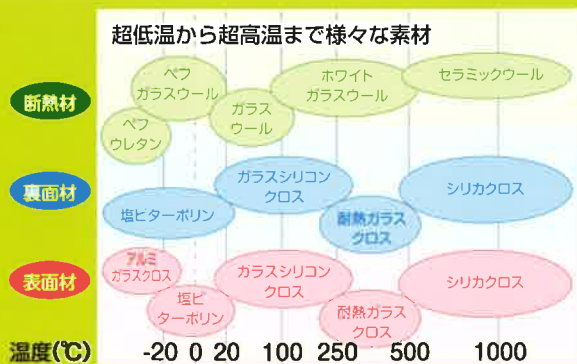 超低温から超高温まで様々な素材
断熱材
ペフ
ガラスウール
ホワイト
ガラスウール
セラミックウール
ガラス
ウール
ペフ
ウレタン
裏面材
ガラスシリコン
クロス
シリカクロス
塩ビターポリン
耐熱ガラス
クロス
表面材
アルミ
ガラスクロス
ガラスシリコン
クロス
シリカクロス
塩ビ
ターポリン
耐熱ガラス
クロス
温度(℃) -20 0 20 100 250 500 1000